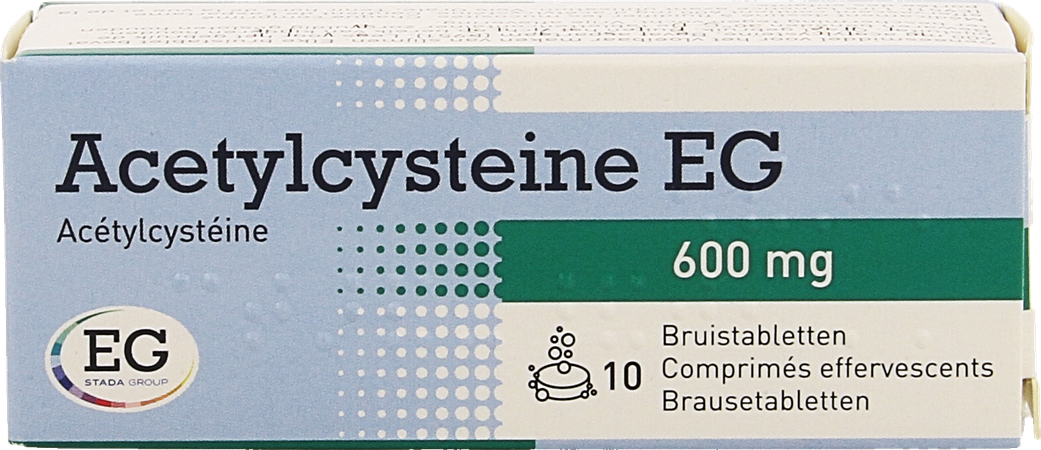 Acetylcysteine EG
Acétylcystéine
600 mg
EG
STADA GROUP
10
Bruistabletten
Comprimés effervescents
Brausetabletten